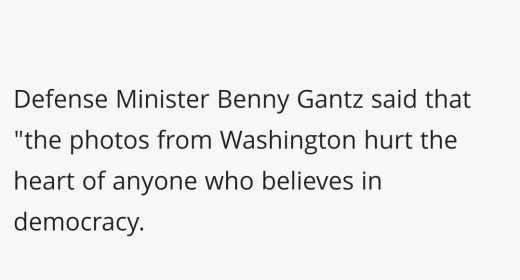 Defense Minister Benny Gantz said that
"the photos from Washington hurt the
heart of anyone who believes in
democracy.